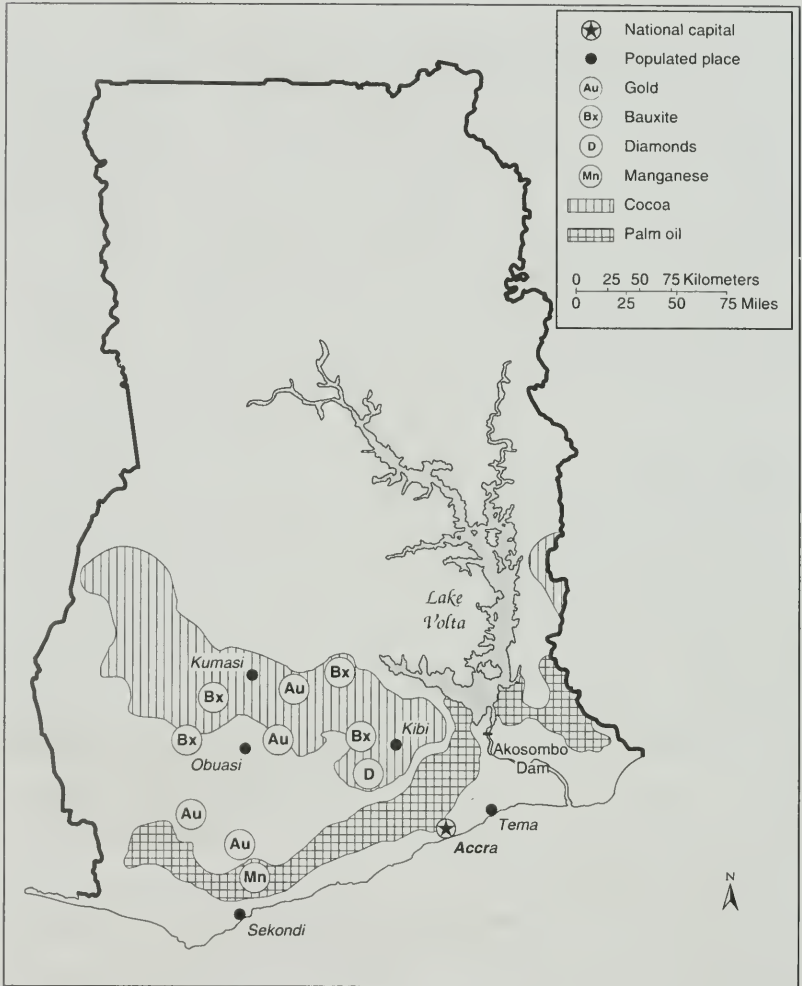 National capital
Populated place
Au Gold
Bx Bauxite
D Diamonds
Mn Manganese
Cocoa
Palm oil
0 25 50 75 Kilometers
0 25 50 75 Miles
Lake
Volta
Kumasi
Bx
Au
Bx
Bx
Obuasi
Au
Bx
Kibi
D
Akosombo
Dam
Au
Au
Mn
Tema
Accra
Sekondi
N